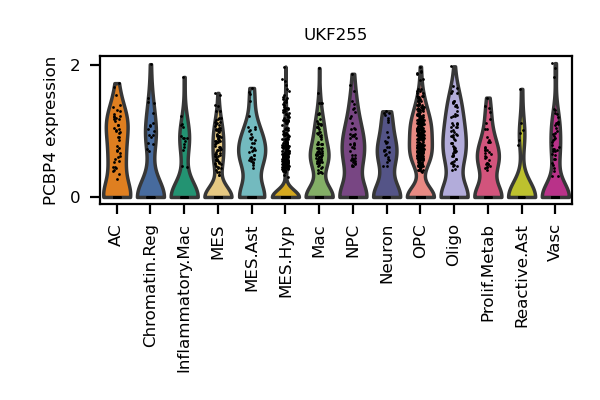 UKF255
PCBP4 expression
2
0
AC
Chromatin.Reg
Inflammatory.Mac
MES
MES.Ast
MES.Hyp
Mac
NPC
Neuron
OPC
Oligo
Prolif.Metab
Reactive.Ast
Vasc